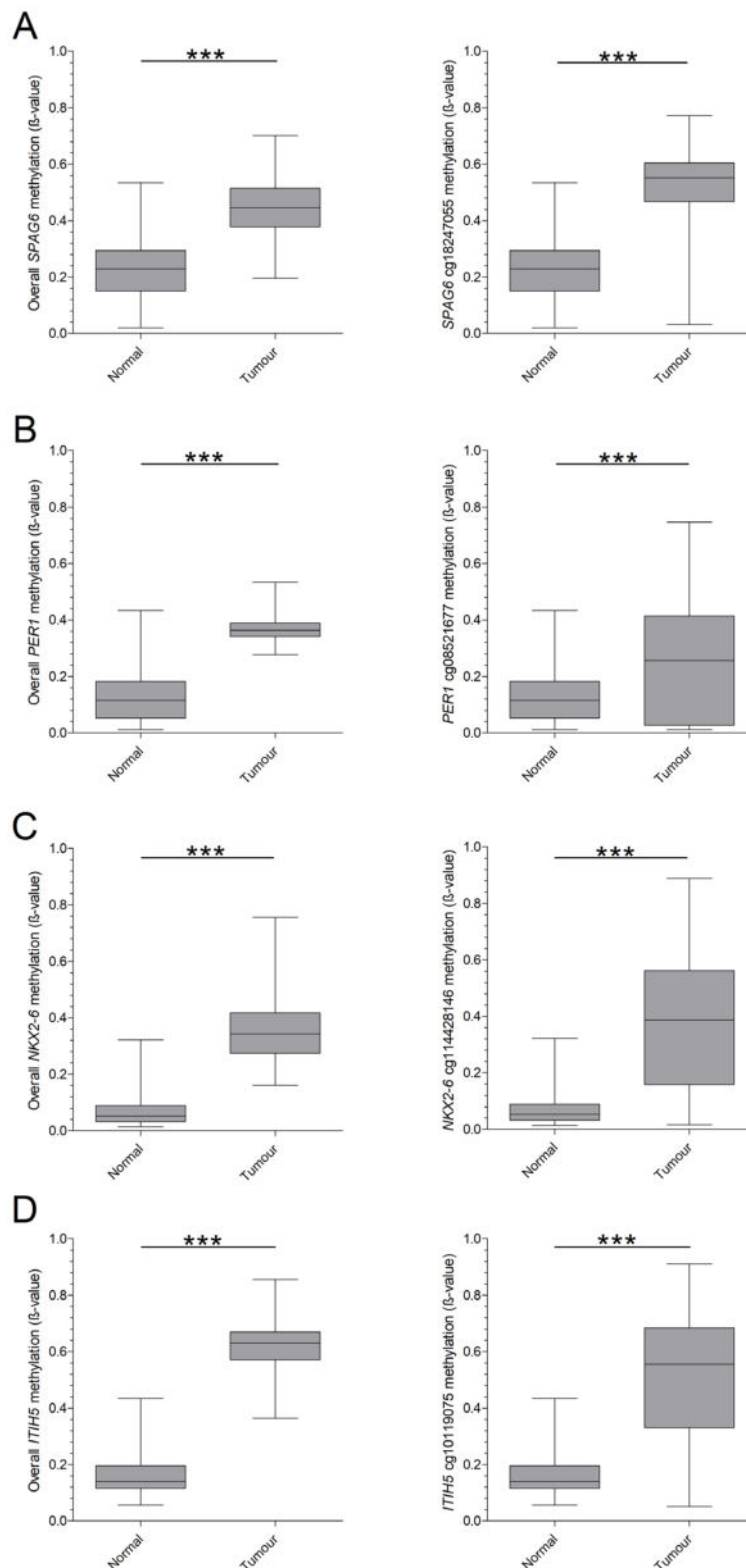 A
Overall SPAG6 methylation (ß-value)
1.0
0.8
0.6
0.4
0.2
0.0
***
Normal
Tumour
SPAG6 cg18247055 methylation (ß-value)
1.0
0.8
0.6
0.4
0.2
0.0
***
Normal
Tumour
B
Overall PER1 methylation (ß-value)
1.0
0.8
0.6
0.4
0.2
0.0
***
Normal
Tumour
PER1 cg08521677 methylation (ß-value)
1.0
0.8
0.6
0.4
0.2
0.0
***
Normal
Tumour
C
Overall NKX2-6 methylation (ß-value)
1.0
0.8
0.6
0.4
0.2
0.0
***
Normal
Tumour
NKX2-6 cg114428146 methylation (ß-value)
1.0
0.8
0.6
0.4
0.2
0.0
***
Normal
Tumour
D
Overall ITIH5 methylation (ß-value)
1.0
0.8
0.6
0.4
0.2
0.0
***
Normal
Tumour
ITIH5 cg10119075 methylation (ß-value)
1.0
0.8
0.6
0.4
0.2
0.0
***
Normal
Tumour